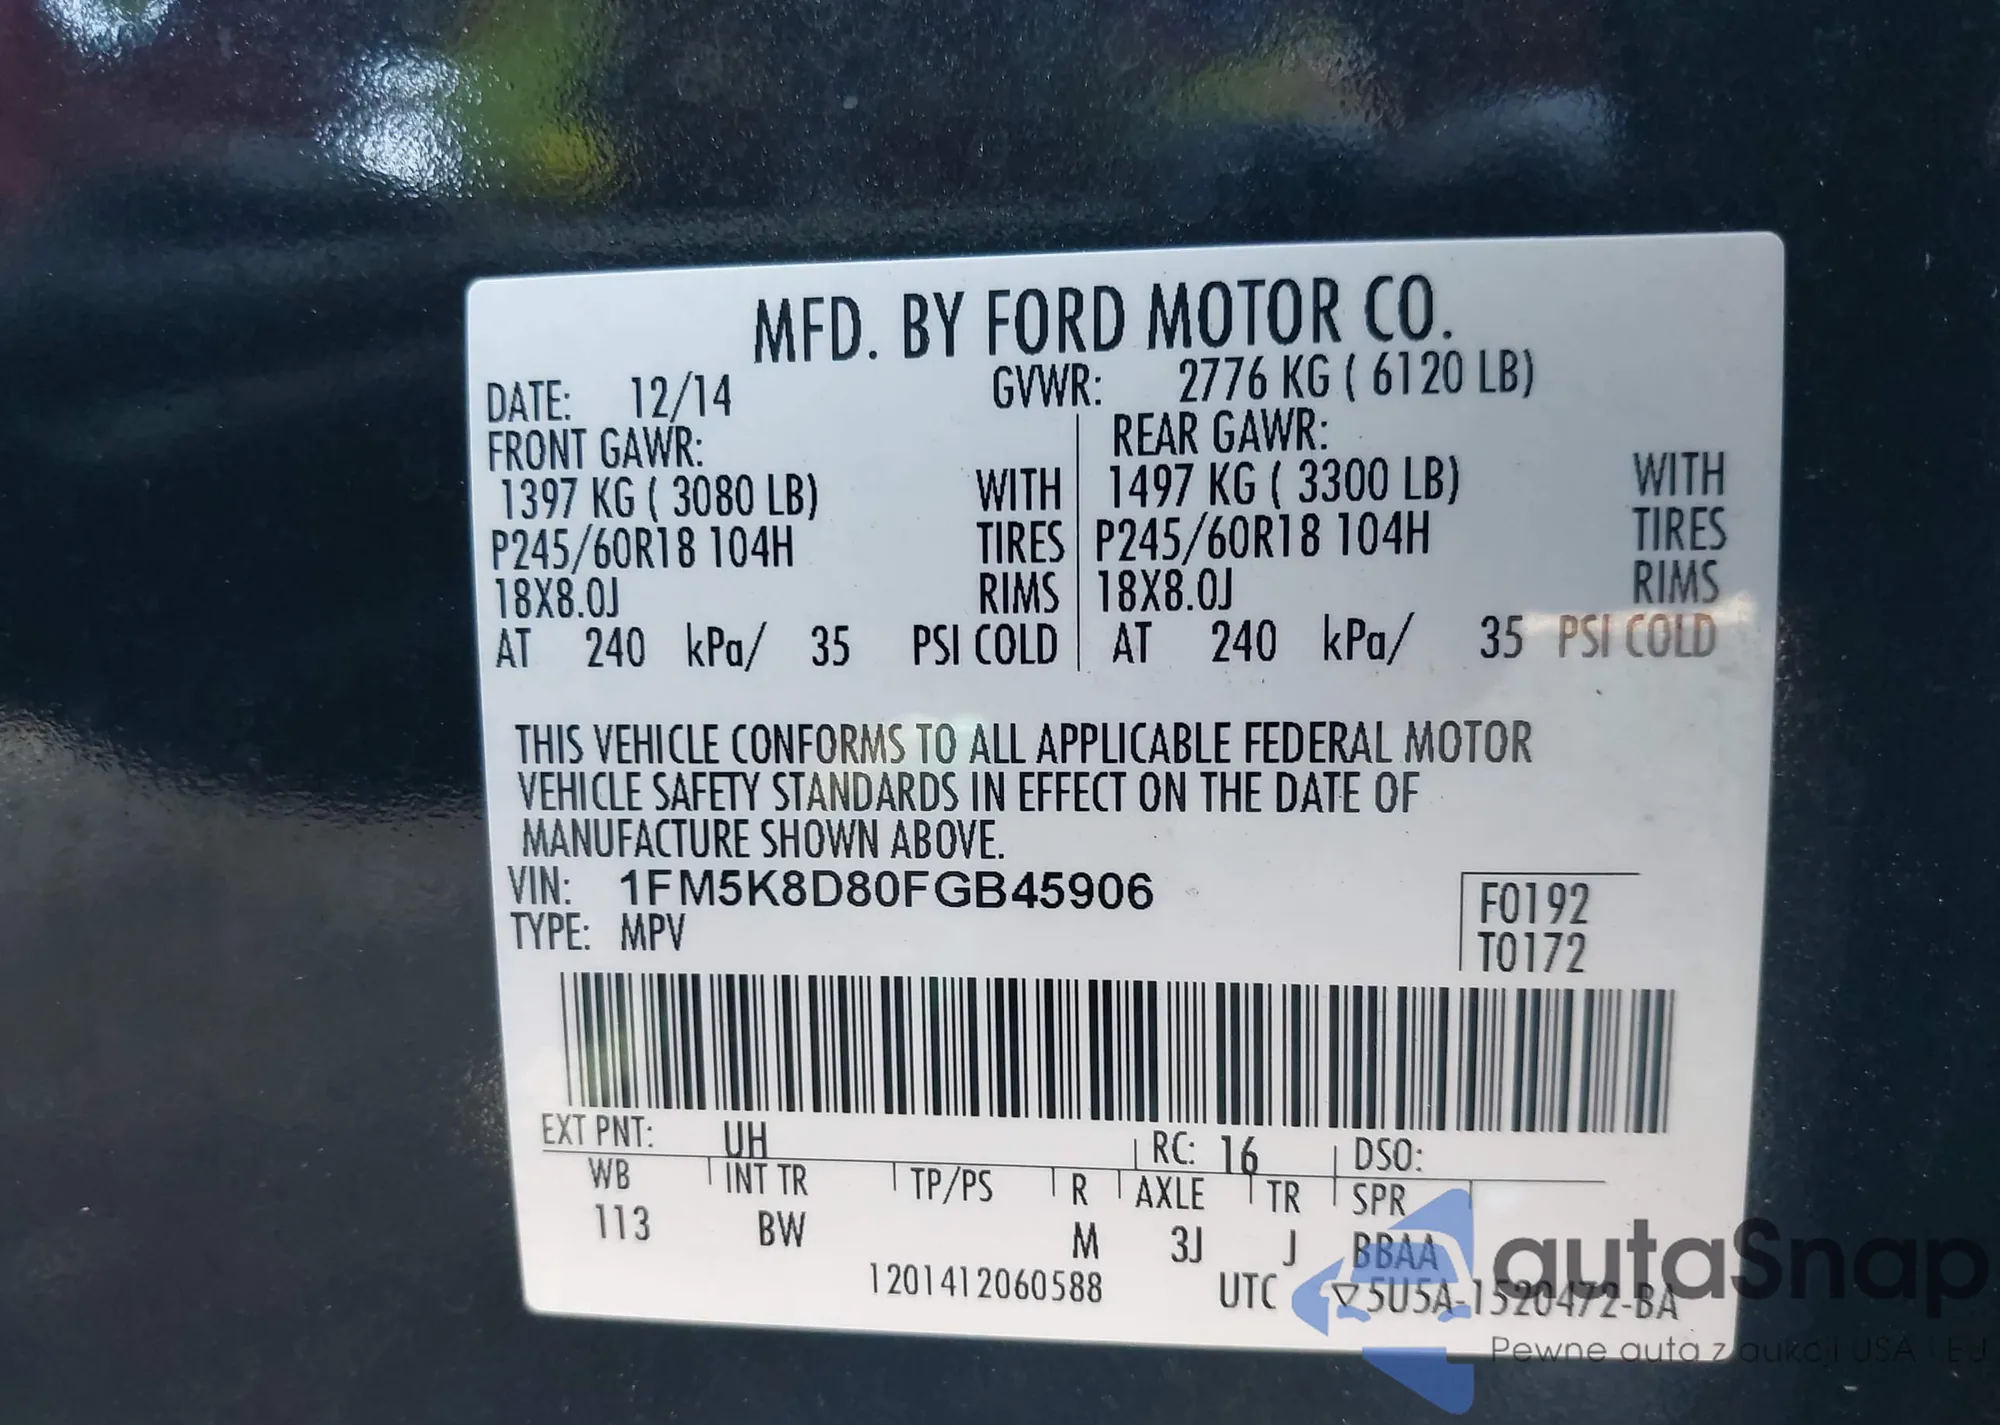 MFD. BY FORD MOTOR CO.
DATE: 12/14 GVWR: 2776 KG ( 6120 LB)
FRONT GAWR: REAR GAWR:
1397 KG ( 3080 LB) WITH 1497 KG ( 3300 LB) WITH
P245/60R18 104H TIRES P245/60R18 104H TIRES
18X8.0J RIMS 18X8.0J RIMS
AT 240 kPa/ 35 PSI COLD AT 240 kPa/ 35 PSI COLD
THIS VEHICLE CONFORMS TO ALL APPLICABLE FEDERAL MOTOR
VEHICLE SAFETY STANDARDS IN EFFECT ON THE DATE OF
MANUFACTURE SHOWN ABOVE.
VIN: 1FM5K8D80FGB45906 F0192
TYPE: MPV T0172
EXT PNT: UH RC: 16 DSO:
WB INT TR TP/PS R AXLE TR SPR
113 BW M 3J J BBAA
1201412060588 UTC ▽5U5A-1520472-BA
autaSnap
Pewne auta z aukcji USA i EU